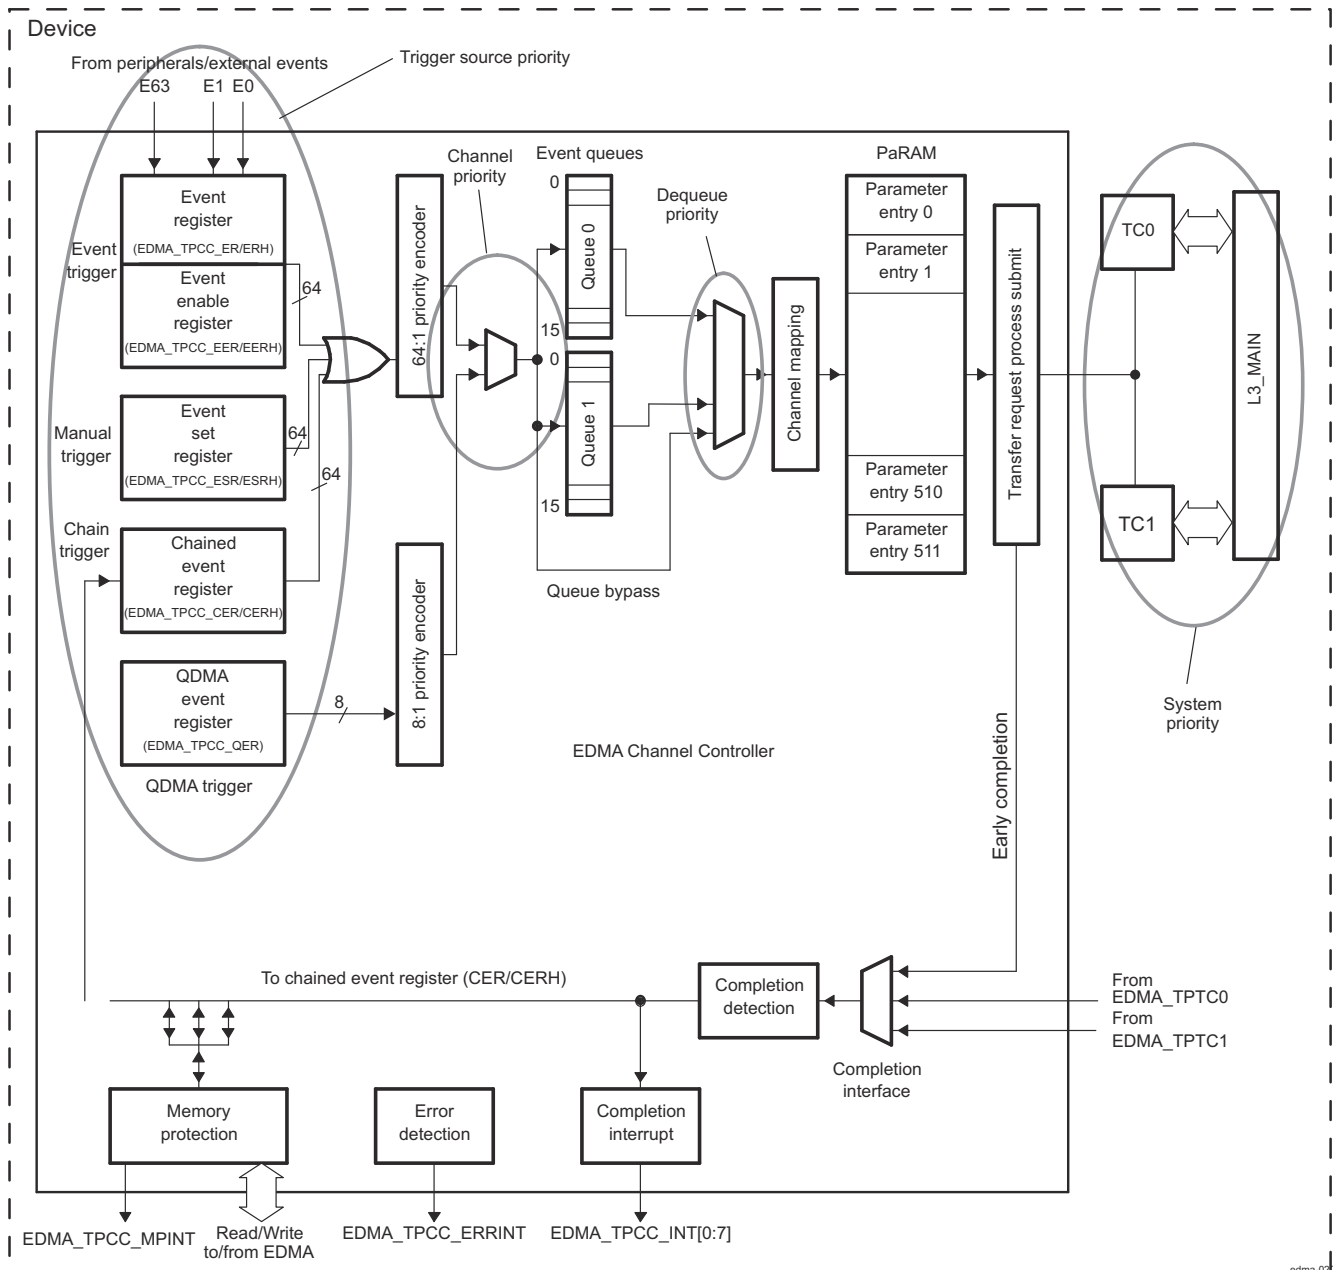 Device
From peripherals/external events
Trigger source priority
E63
E1
E0
Event
register
(EDMA_TPCC_ER/ERH)
Event
trigger
Event
enable
register
(EDMA_TPCC_EER/EERH)
64
Manual
trigger
Event
set
register
(EDMA_TPCC_ESR/ESRH)
64
64
Chain
trigger
Chained
event
register
(EDMA_TPCC_CER/CERH)
QDMA
event
register
(EDMA_TPCC_QER)
8
QDMA trigger
64:1 priority encoder
8:1 priority encoder
Channel
priority
Event queues
0
Queue 0
15
0
Queue 1
15
Queue bypass
Dequeue
priority
Channel mapping
PaRAM
Parameter
entry 0
Parameter
entry 1
Parameter
entry 510
Parameter
entry 511
Transfer request process submit
TC0
TC1
L3_MAIN
System
priority
EDMA Channel Controller
Early completion
To chained event register (CER/CERH)
Completion
detection
From
EDMA_TPTC0
From
EDMA_TPTC1
Completion
interface
Memory
protection
Error
detection
Completion
interrupt
EDMA_TPCC_MPINT
Read/Write
to/from EDMA
EDMA_TPCC_ERRINT
EDMA_TPCC_INT[0:7]